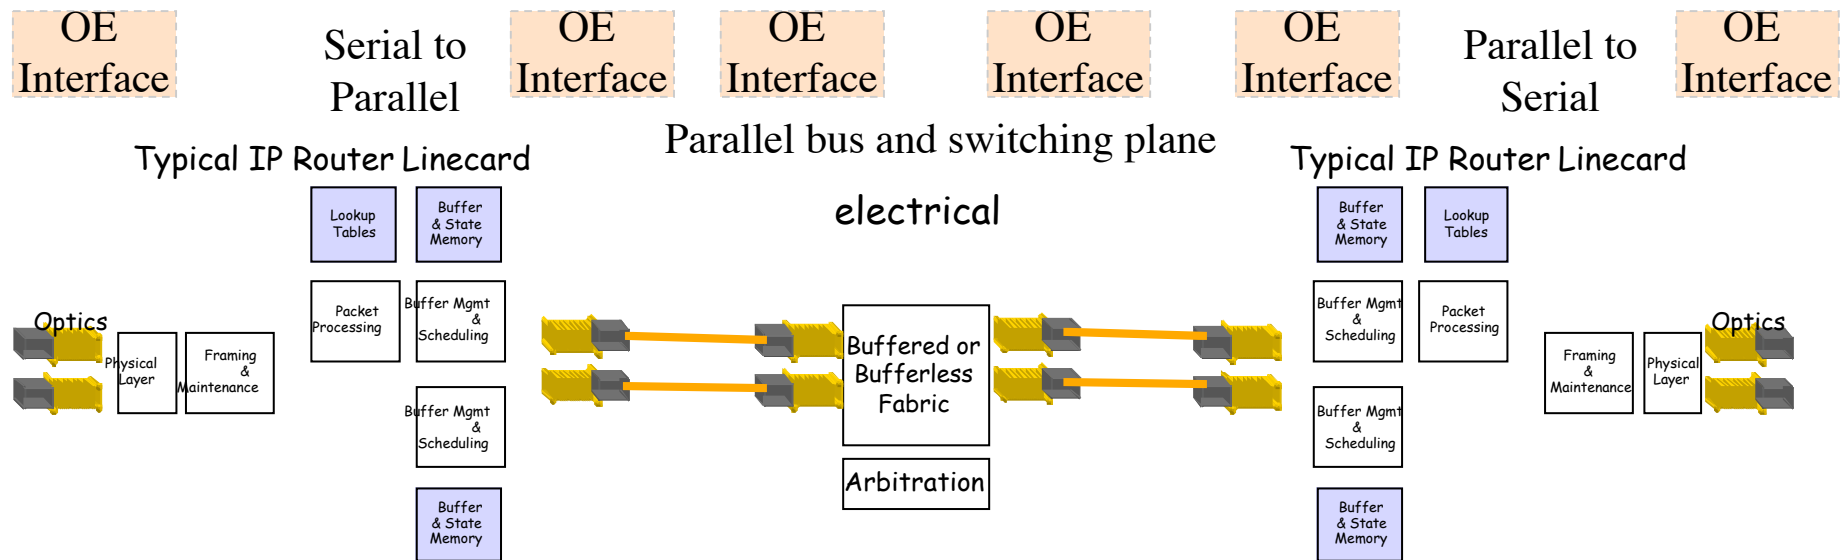 OE
Interface
Serial to
Parallel
OE
Interface
OE
Interface
OE
Interface
OE
Interface
Parallel to
Serial
OE
Interface
Parallel bus and switching plane
Typical IP Router Linecard
Typical IP Router Linecard
electrical
Lookup
Tables
Buffer
& State
Memory
Buffer
& State
Memory
Lookup
Tables
Optics
Physical
Layer
Framing
&
Maintenance
Packet
Processing
Buffer Mgmt
&
Scheduling
Buffer Mgmt
&
Scheduling
Buffer
& State
Memory
Buffered or
Bufferless
Fabric
Arbitration
Buffer Mgmt
&
Scheduling
Packet
Processing
Buffer Mgmt
&
Scheduling
Buffer
& State
Memory
Framing
&
Maintenance
Physical
Layer
Optics